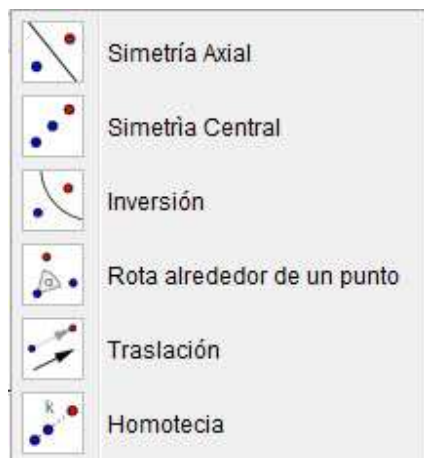 Simetría Axial
Simetrìa Central
Inversión
α
Rota alrededor de un punto
Traslación
k
Homotecia